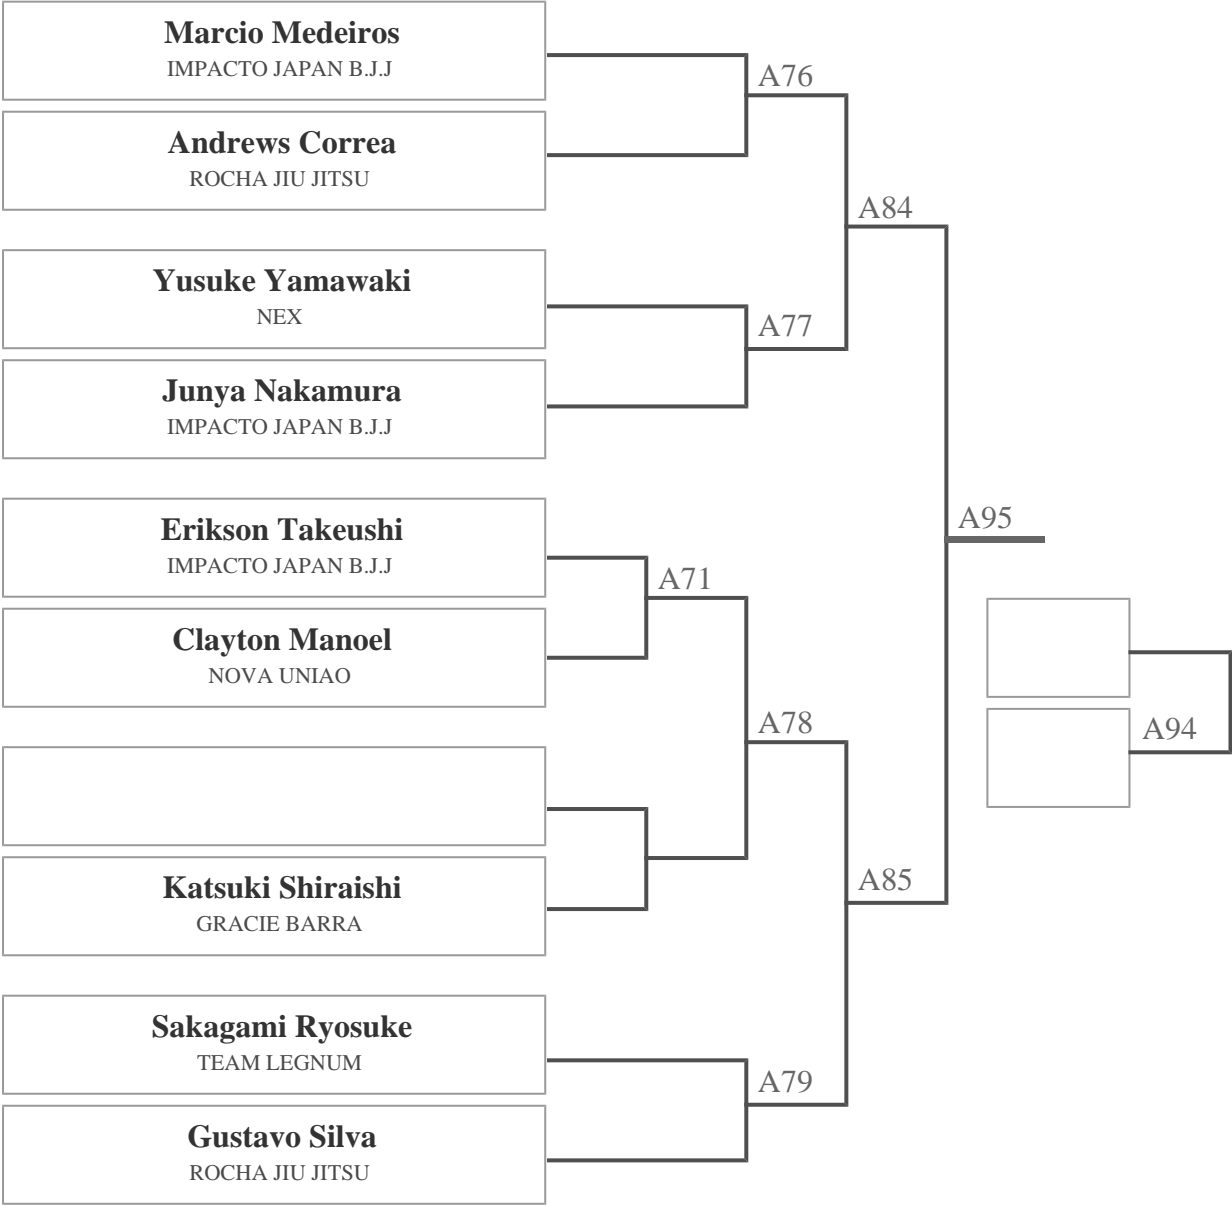 Marcio Medeiros
IMPACTO JAPAN B.J.J
A76
Andrews Correa
ROCHA JIU JITSU
A84
Yusuke Yamawaki
NEX
A77
Junya Nakamura
IMPACTO JAPAN B.J.J
A95
Erikson Takeushi
IMPACTO JAPAN B.J.J
A71
Clayton Manoel
NOVA UNIAO
A78
A94
Katsuki Shiraishi
GRACIE BARRA
A85
Sakagami Ryosuke
TEAM LEGNUM
A79
Gustavo Silva
ROCHA JIU JITSU